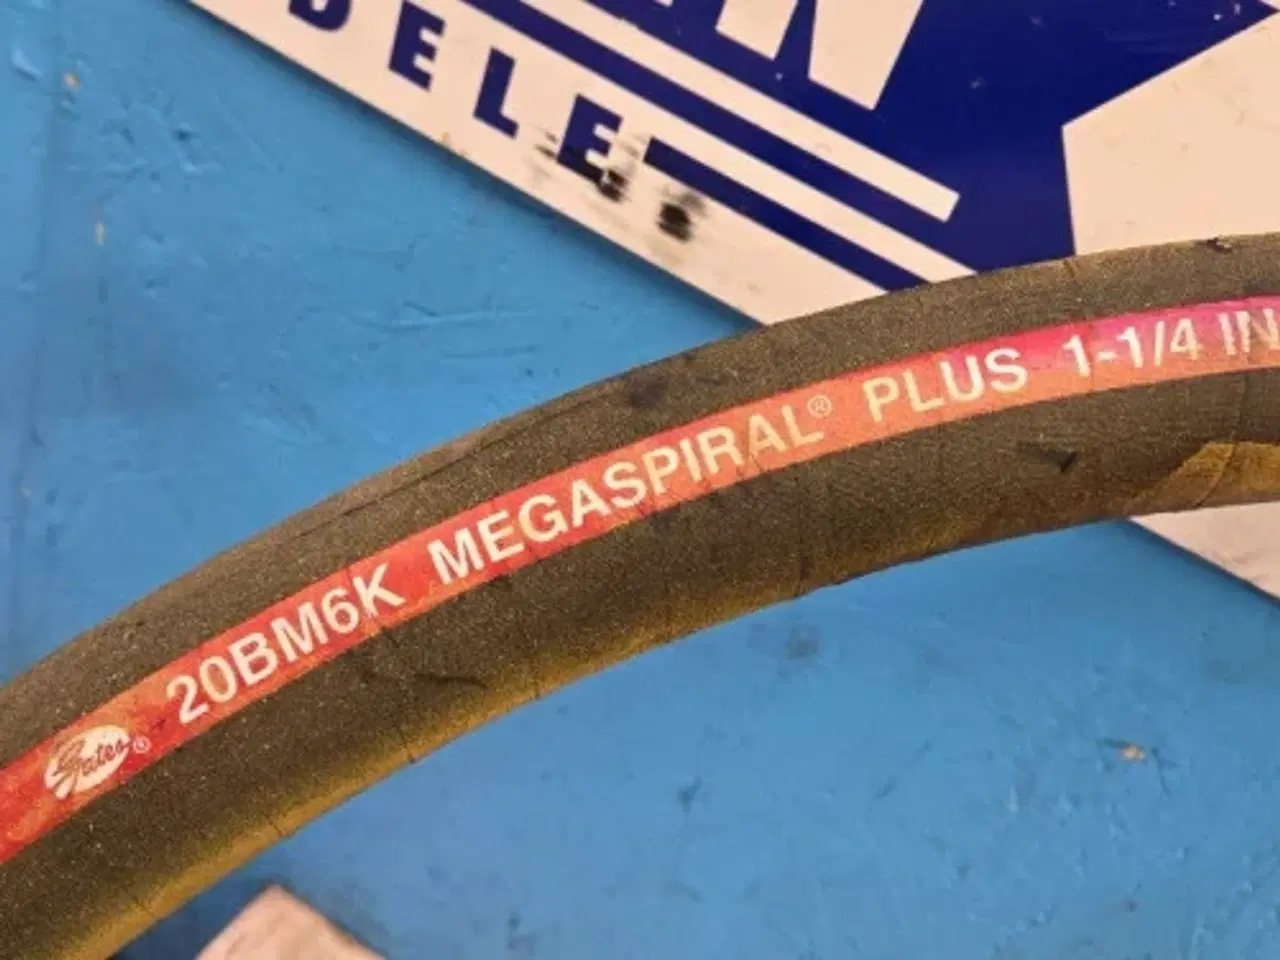 DELE
Gates® 20BM6K MEGASPIRAL® PLUS 1-1/4 IN